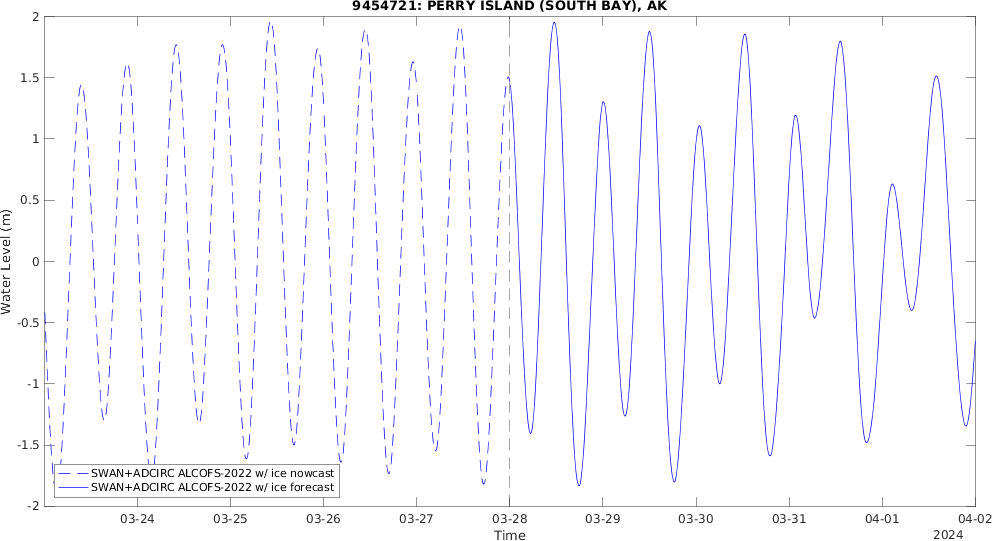 9454721: PERRY ISLAND (SOUTH BAY), AK
Water Level (m)
2
1.5
1
0.5
0
-0.5
-1
-1.5
-2
SWAN+ADCIRC ALCOFS-2022 w/ ice nowcast
SWAN+ADCIRC ALCOFS-2022 w/ ice forecast
03-24 03-25 03-26 03-27 03-28 03-29 03-30 03-31 04-01 04-02
Time
2024